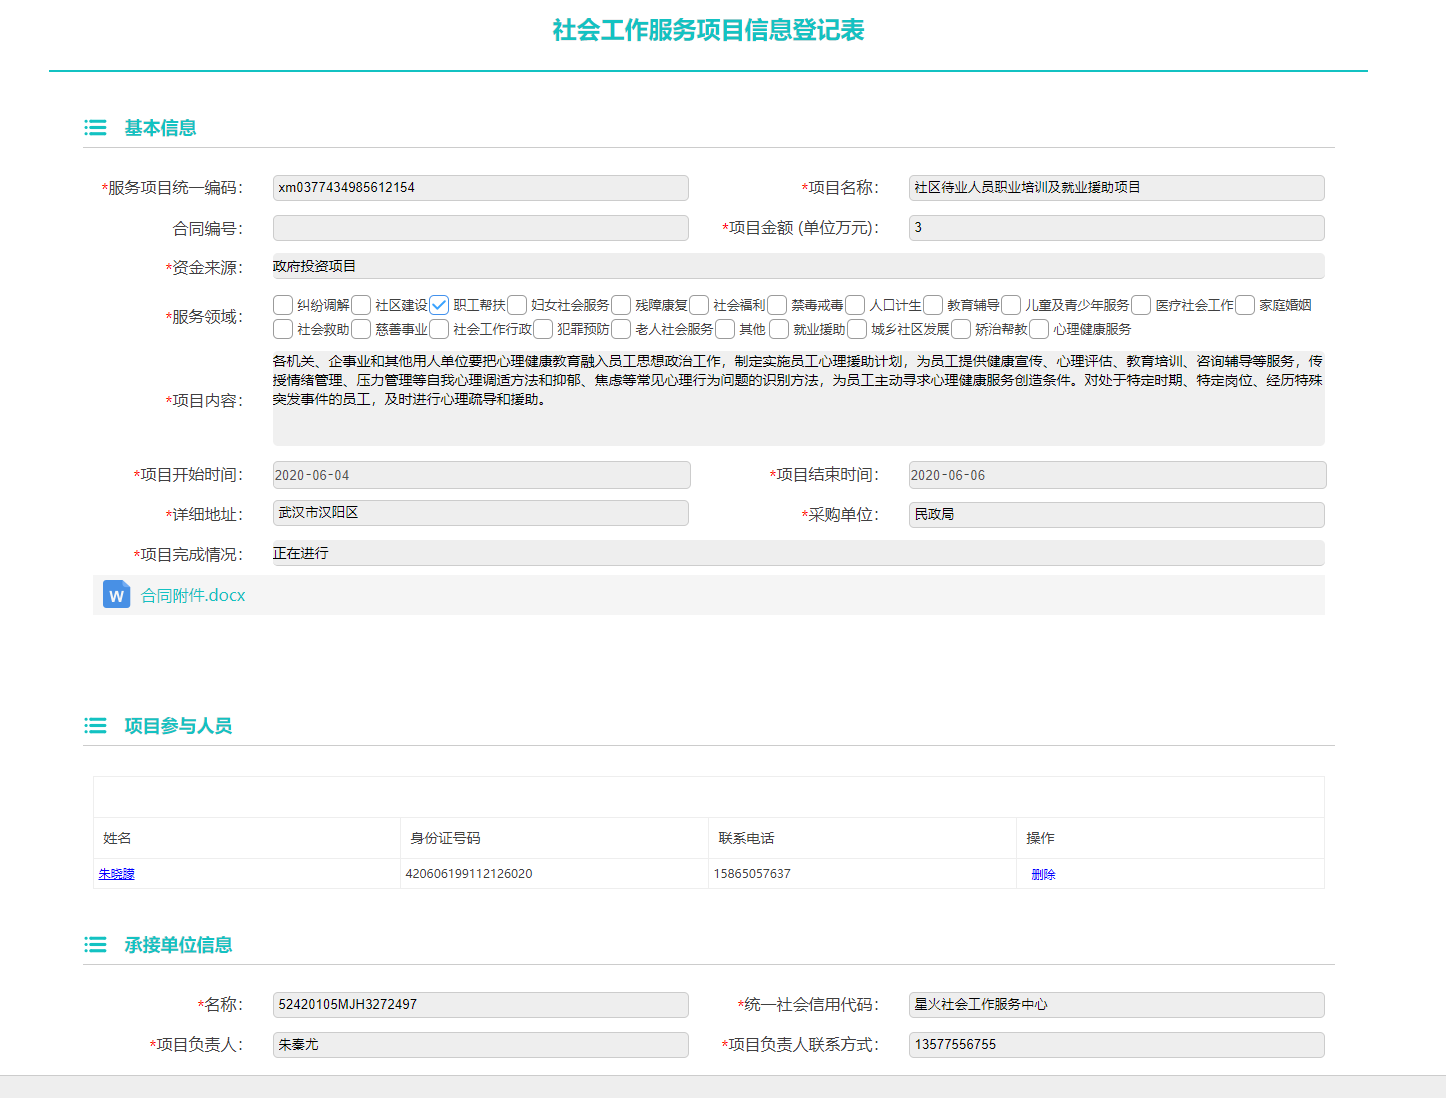 社会工作服务项目信息登记表
基本信息
*服务项目统一编码： xm0377434985612154 *项目名称： 社区待业人员职业培训及就业援助项目
合同编号： *项目金额 (单位万元)： 3
*资金来源： 政府投资项目
*服务领域： 纠纷调解 社区建设 职工帮扶 妇女社会服务 残障康复 社会福利 禁毒戒毒 人口计生 教育辅导 儿童及青少年服务 医疗社会工作 家庭婚姻
社会救助 慈善事业 社会工作行政 犯罪预防 老人社会服务 其他 就业援助 城乡社区发展 矫治帮教 心理健康服务
*项目内容： 各机关、企事业和其他用人单位要把心理健康教育融入员工思想政治工作，制定实施员工心理援助计划，为员工提供健康宣传、心理评估、教育培训、咨询辅导等服务，传
授情绪管理、压力管理等自我心理调适方法和抑郁、焦虑等常见心理行为问题的识别方法，为员工主动寻求心理健康服务创造条件。对处于特定时期、特定岗位、经历特殊
突发事件的员工，及时进行心理疏导和援助。
*项目开始时间： 2020-06-04 *项目结束时间： 2020-06-06
*详细地址： 武汉市汉阳区 *采购单位： 民政局
*项目完成情况： 正在进行
W 合同附件.docx
项目参与人员
姓名 身份证号码 联系电话 操作
朱晓朦 420606199112126020 15865057637 删除
承接单位信息
*名称： 52420105MJH3272497 *统一社会信用代码： 星火社会工作服务中心
*项目负责人： 朱秦尤 *项目负责人联系方式： 13577556755